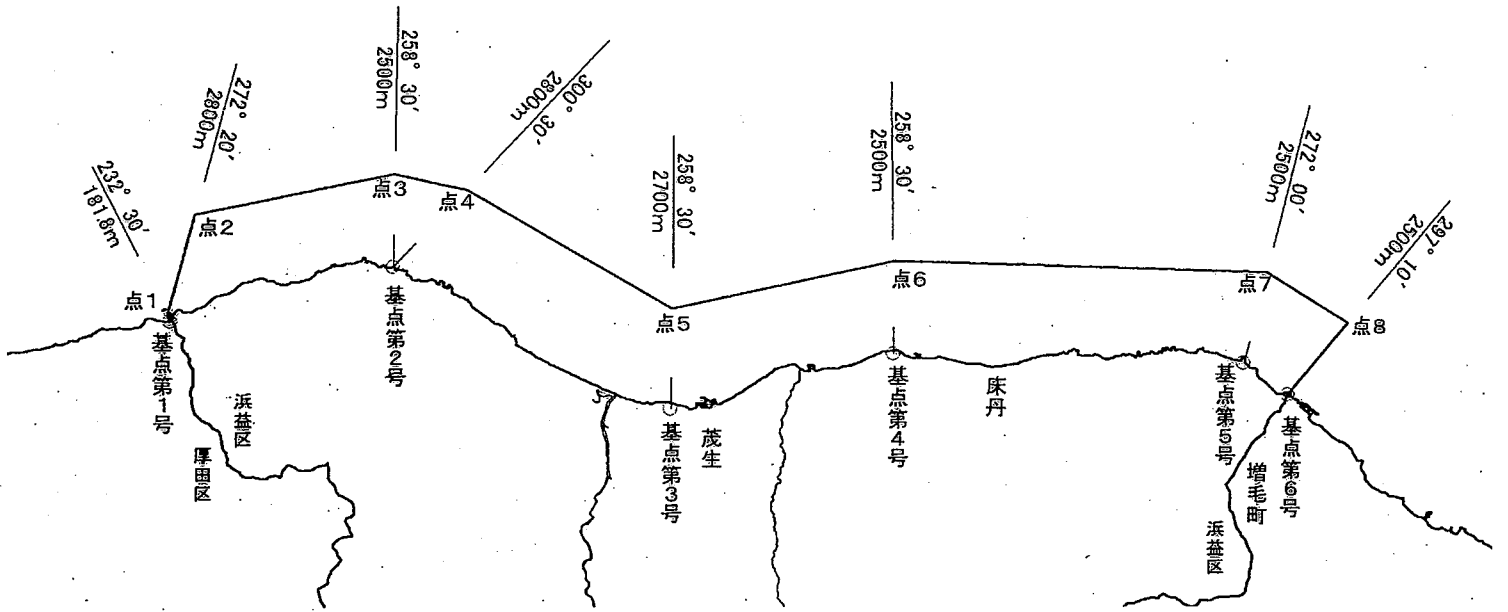 232° 30′
181.8m
272° 20′
2800m
258° 30′
2500m
300° 30′
2800m
258° 30′
2700m
258° 30′
2500m
272° 00′
2500m
297° 10′
2500m
点1
点2
点3
点4
点5
点6
点7
点8
基点第1号
基点第2号
基点第3号
基点第4号
基点第5号
基点第6号
浜益区
厚田区
茂生
床丹
増毛町
浜益区